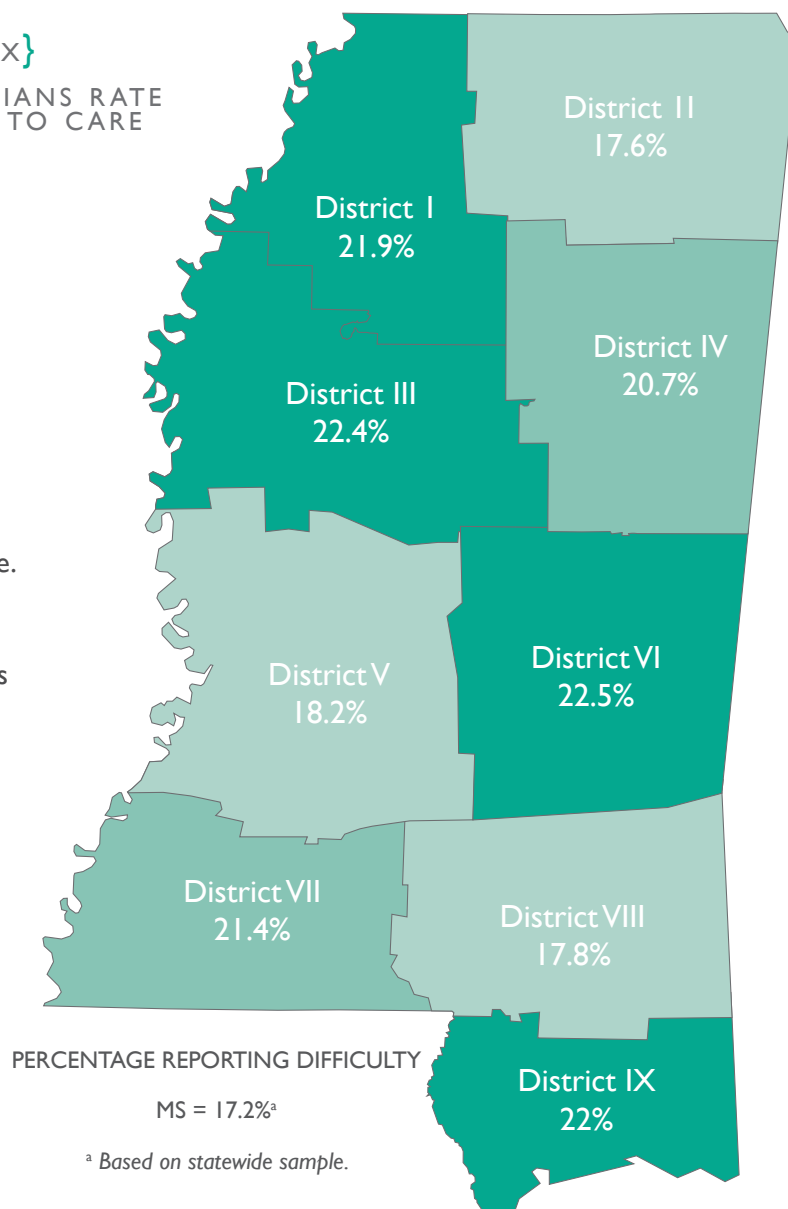 x}
IANS RATE
TO CARE
District II
17.6%
District I
21.9%
District IV
20.7%
District III
22.4%
e.
s
District VI
22.5%
District V
18.2%
District VII
21.4%
District VIII
17.8%
PERCENTAGE REPORTING DIFFICULTY
MS = 17.2%ᵃ
ᵃ Based on statewide sample.
District IX
22%